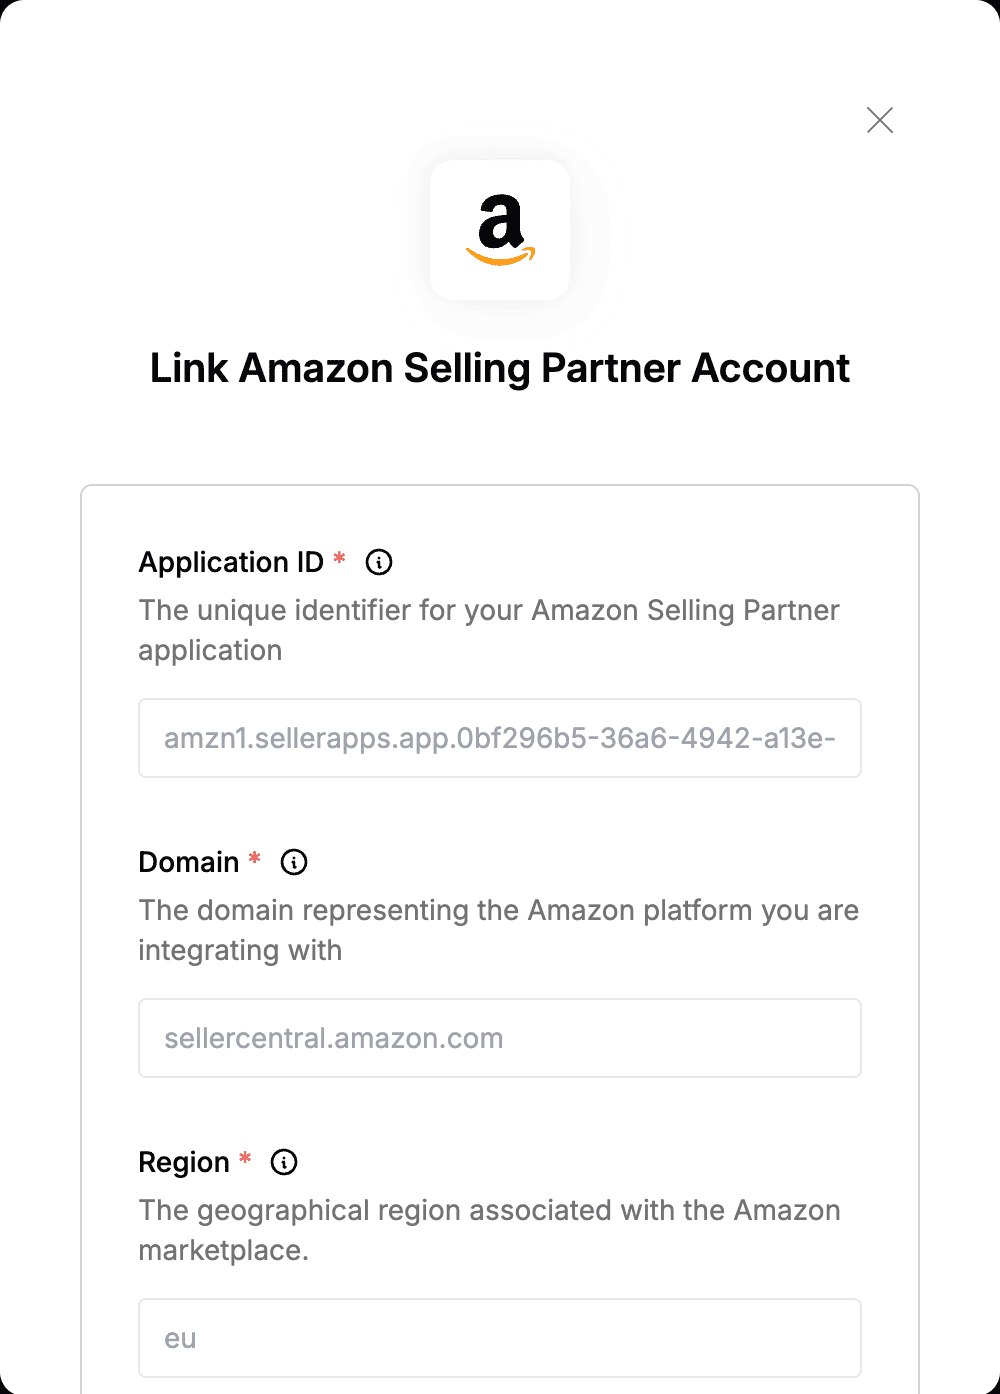 a
Link Amazon Selling Partner Account
Application ID *
The unique identifier for your Amazon Selling Partner
application
amzn1.sellerapps.app.0bf296b5-36a6-4942-a13e-
Domain *
The domain representing the Amazon platform you are
integrating with
sellercentral.amazon.com
Region *
The geographical region associated with the Amazon
marketplace.
eu